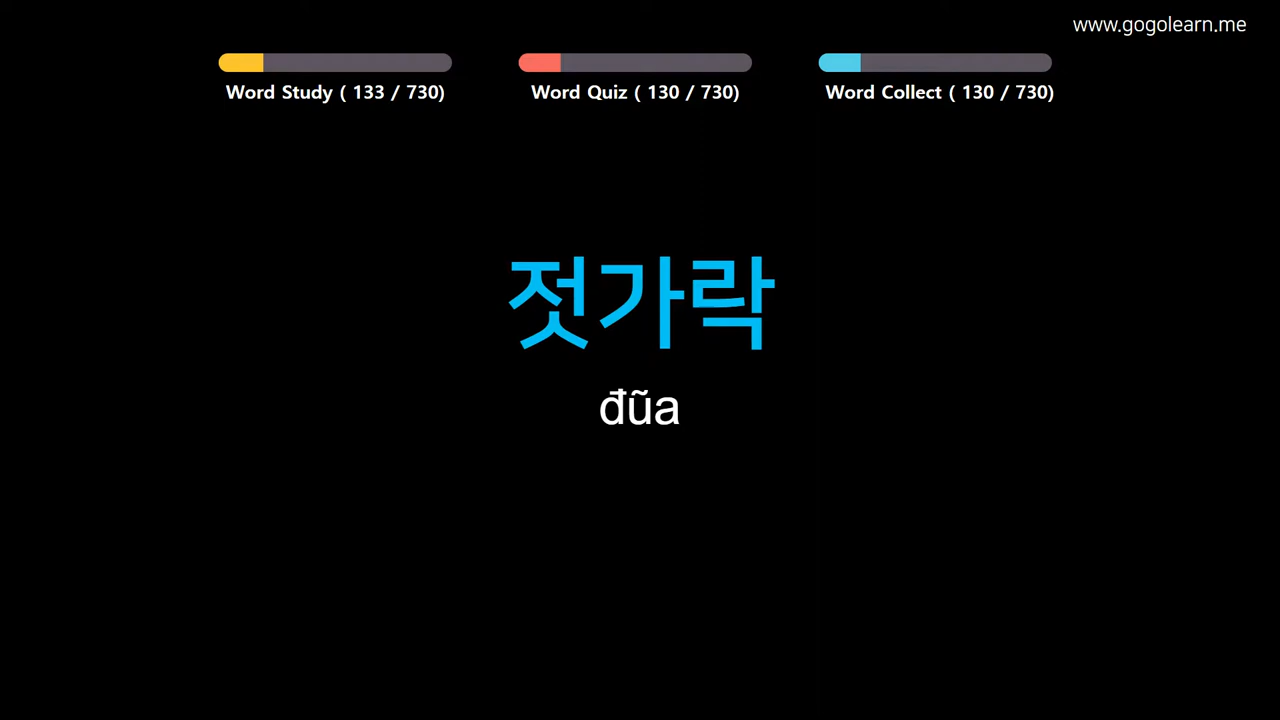 www.gogolearn.me
Word Study ( 133 / 730)
Word Quiz ( 130 / 730)
Word Collect ( 130 / 730)
젓가락
đũa